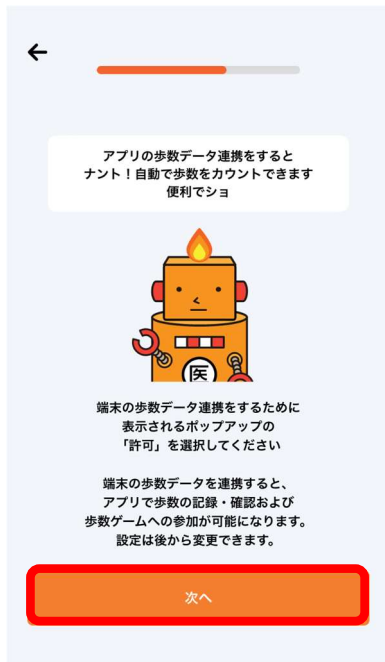 アプリの歩数データ連携をすると
ナント！自動で歩数をカウントできます
便利でショ
医
端末の歩数データ連携をするために
表示されるポップアップの
「許可」を選択してください
端末の歩数データを連携すると、
アプリで歩数の記録・確認および
歩数ゲームへの参加が可能になります。
設定は後から変更できます。
次へ